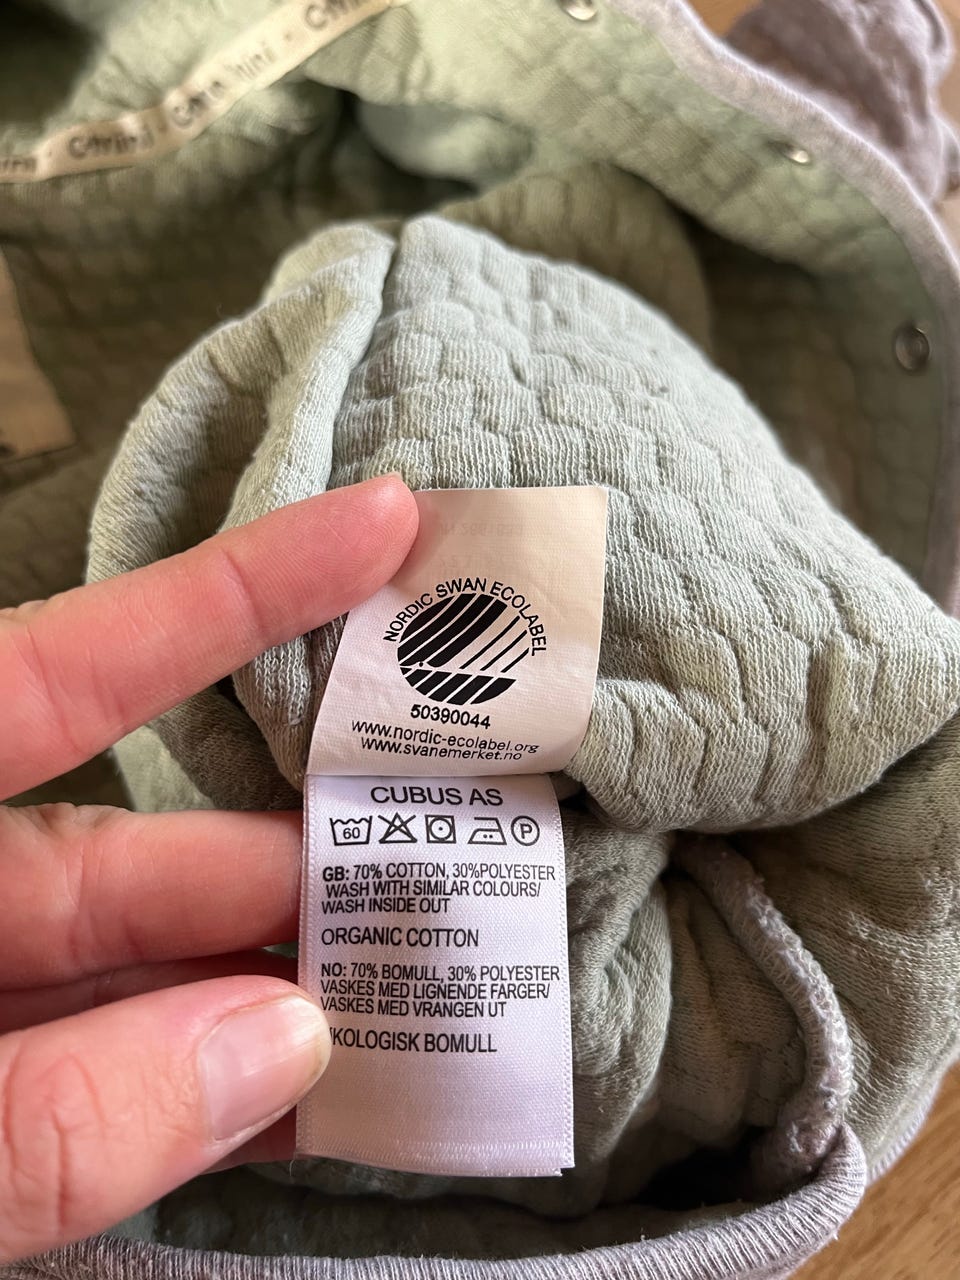 NORDIC SWAN ECOLABEL
50390044
www.nordic-ecolabel.org
www.svanemerket.no
CUBUS AS
60 P
GB: 70% COTTON, 30%POLYESTER
WASH WITH SIMILAR COLOURS/
WASH INSIDE OUT
ORGANIC COTTON
NO: 70% BOMULL, 30% POLYESTER
VASKES MED LIGNENDE FARGER/
VASKES MED VRANGEN UT
KOLOGISK BOMULL